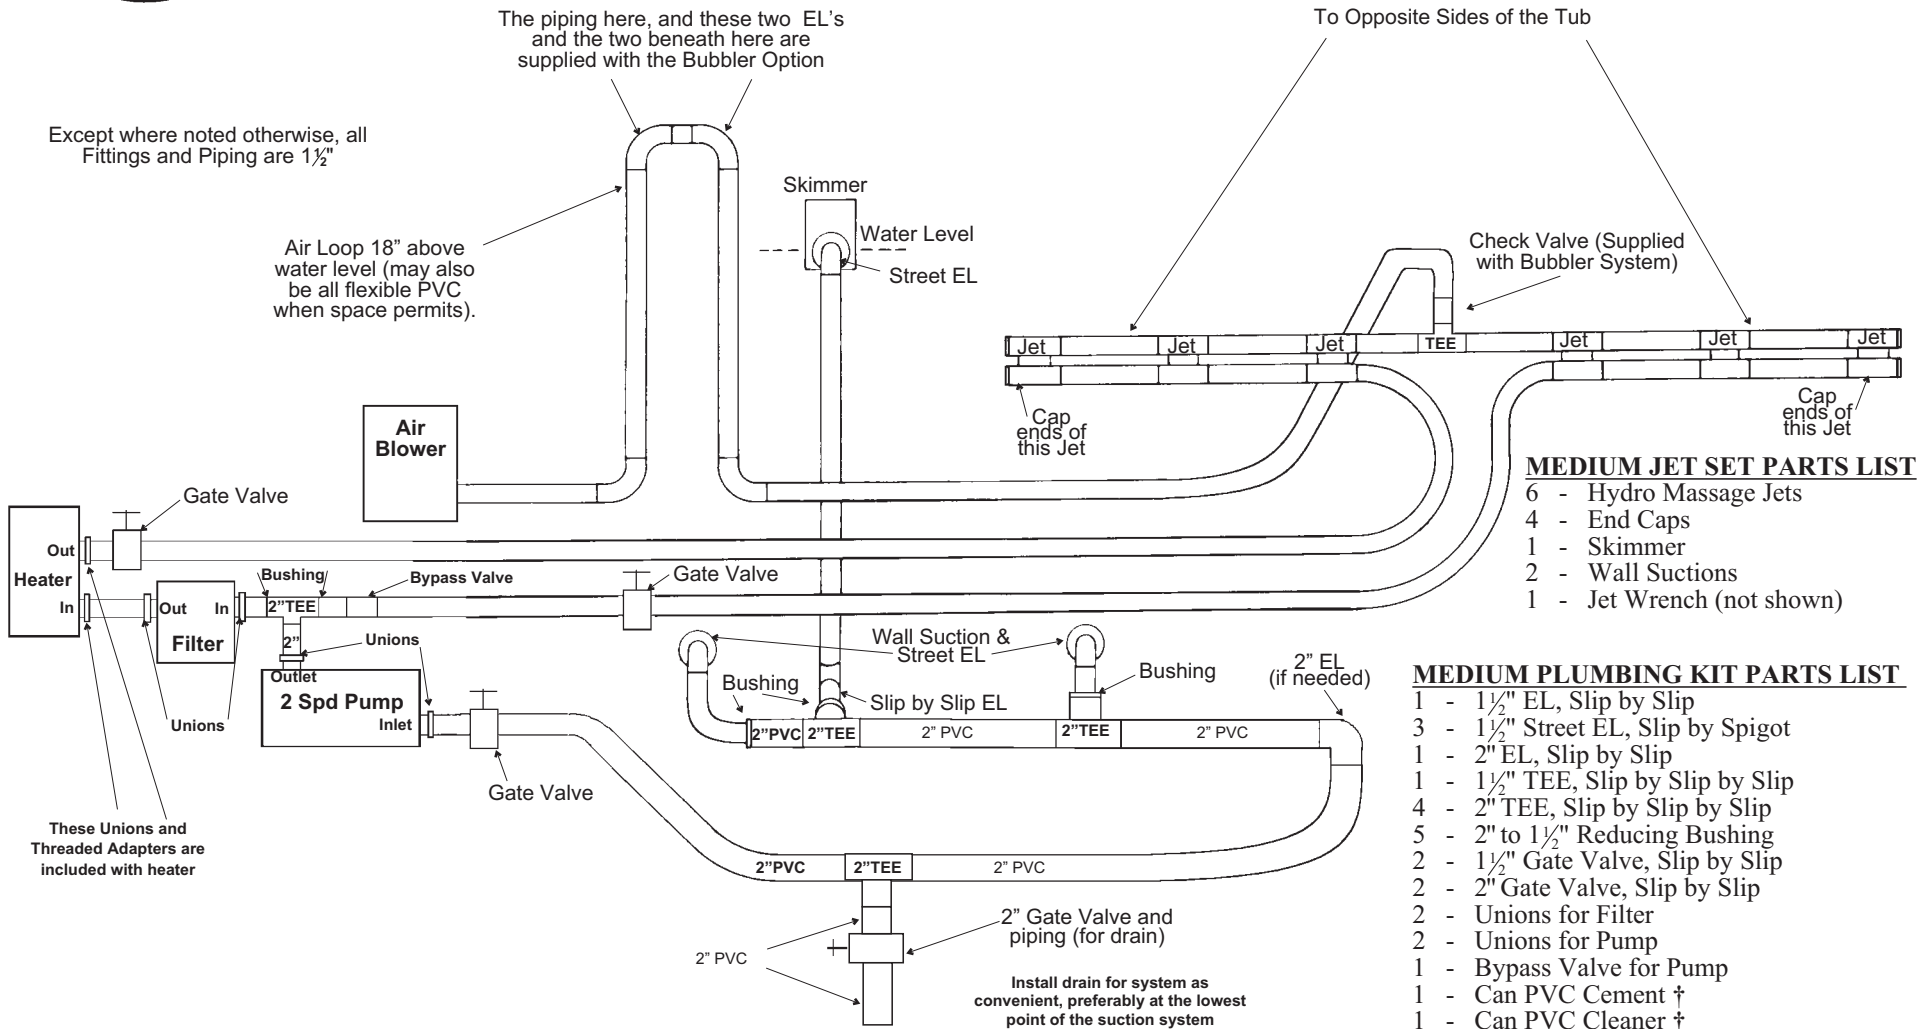 The piping here, and these two EL's
and the two beneath here are
supplied with the Bubbler Option
To Opposite Sides of the Tub
Except where noted otherwise, all
Fittings and Piping are 1½"
Skimmer
Water Level
Street EL
Air Loop 18” above
water level (may also
be all flexible PVC
when space permits).
Check Valve (Supplied
with Bubbler System)
Jet
Jet
Jet
TEE
Jet
Jet
Jet
Cap
ends of
this Jet
Cap
ends of
this Jet
Air
Blower
MEDIUM JET SET PARTS LIST
6 - Hydro Massage Jets
4 - End Caps
1 - Skimmer
2 - Wall Suctions
1 - Jet Wrench (not shown)
Gate Valve
Out
Heater
In
Out
In
Filter
Bushing
2”TEE
2”
Bypass Valve
Gate Valve
Unions
Outlet
2 Spd Pump
Inlet
Unions
Gate Valve
Wall Suction &
Street EL
Bushing
Slip by Slip EL
Bushing
2” EL
(if needed)
2”PVC
2”TEE
2” PVC
2”TEE
2” PVC
These Unions and
Threaded Adapters are
included with heater
2”PVC
2”TEE
2” PVC
2” PVC
2” Gate Valve and
piping (for drain)
Install drain for system as
convenient, preferably at the lowest
point of the suction system
MEDIUM PLUMBING KIT PARTS LIST
1 - 1½" EL, Slip by Slip
3 - 1½" Street EL, Slip by Spigot
1 - 2" EL, Slip by Slip
1 - 1½" TEE, Slip by Slip by Slip
4 - 2" TEE, Slip by Slip by Slip
5 - 2" to 1½" Reducing Bushing
2 - 1½" Gate Valve, Slip by Slip
2 - 2" Gate Valve, Slip by Slip
2 - Unions for Filter
2 - Unions for Pump
1 - Bypass Valve for Pump
1 - Can PVC Cement †
1 - Can PVC Cleaner †